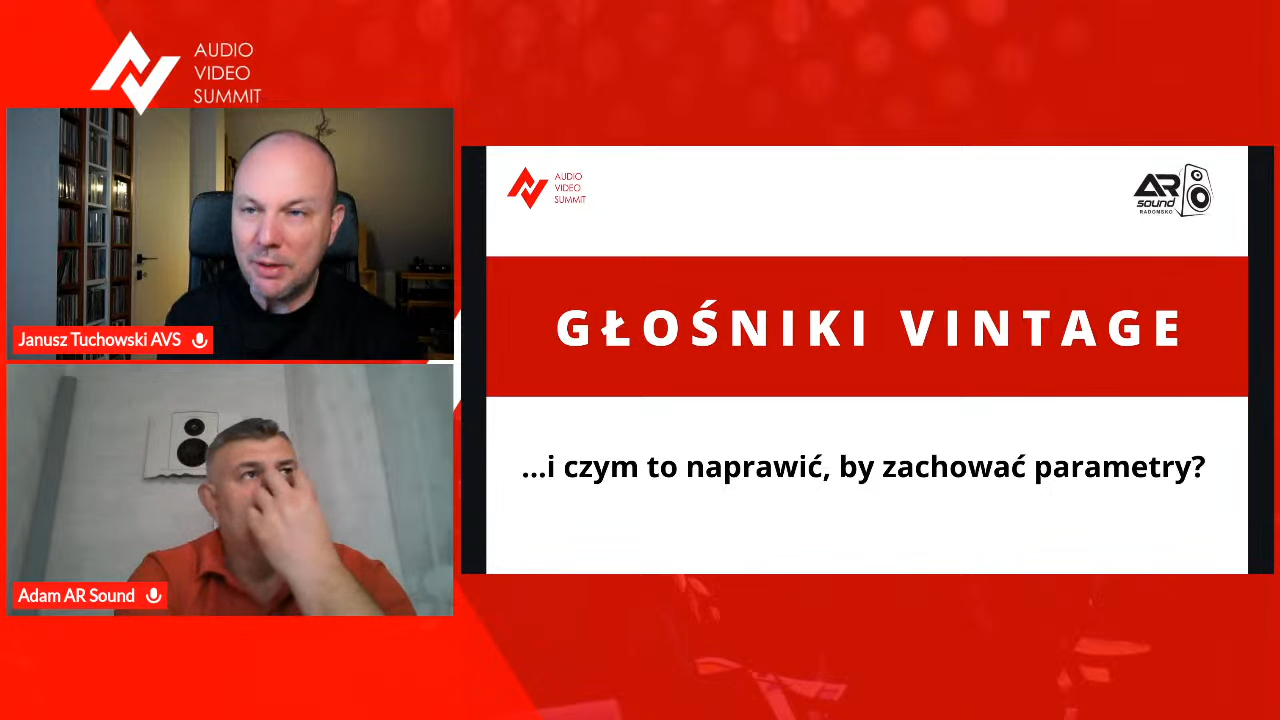 AUDIO
VIDEO
SUMMIT
Janusz Tuchowski AVS
Adam AR Sound
AUDIO
VIDEO
SUMMIT
AR
sound
RADOMSKO
GŁOŚNIKI VINTAGE
...i czym to naprawić, by zachować parametry?